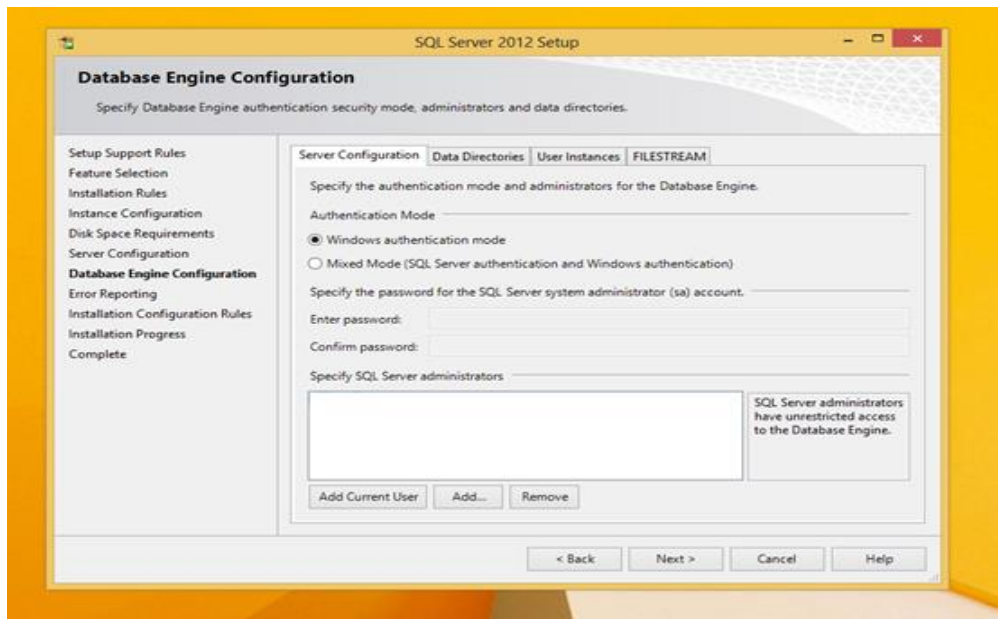 SQL Server 2012 Setup
Database Engine Configuration
Specify Database Engine authentication security mode, administrators and data directories.
Setup Support Rules
Feature Selection
Installation Rules
Instance Configuration
Disk Space Requirements
Server Configuration
Database Engine Configuration
Error Reporting
Installation Configuration Rules
Installation Progress
Complete
Server Configuration Data Directories User Instances FILESTREAM
Specify the authentication mode and administrators for the Database Engine.
Authentication Mode
Windows authentication mode
Mixed Mode (SQL Server authentication and Windows authentication)
Specify the password for the SQL Server system administrator (sa) account.
Enter password:
Confirm password:
Specify SQL Server administrators
SQL Server administrators
have unrestricted access
to the Database Engine.
Add Current User Add... Remove
< Back Next > Cancel Help